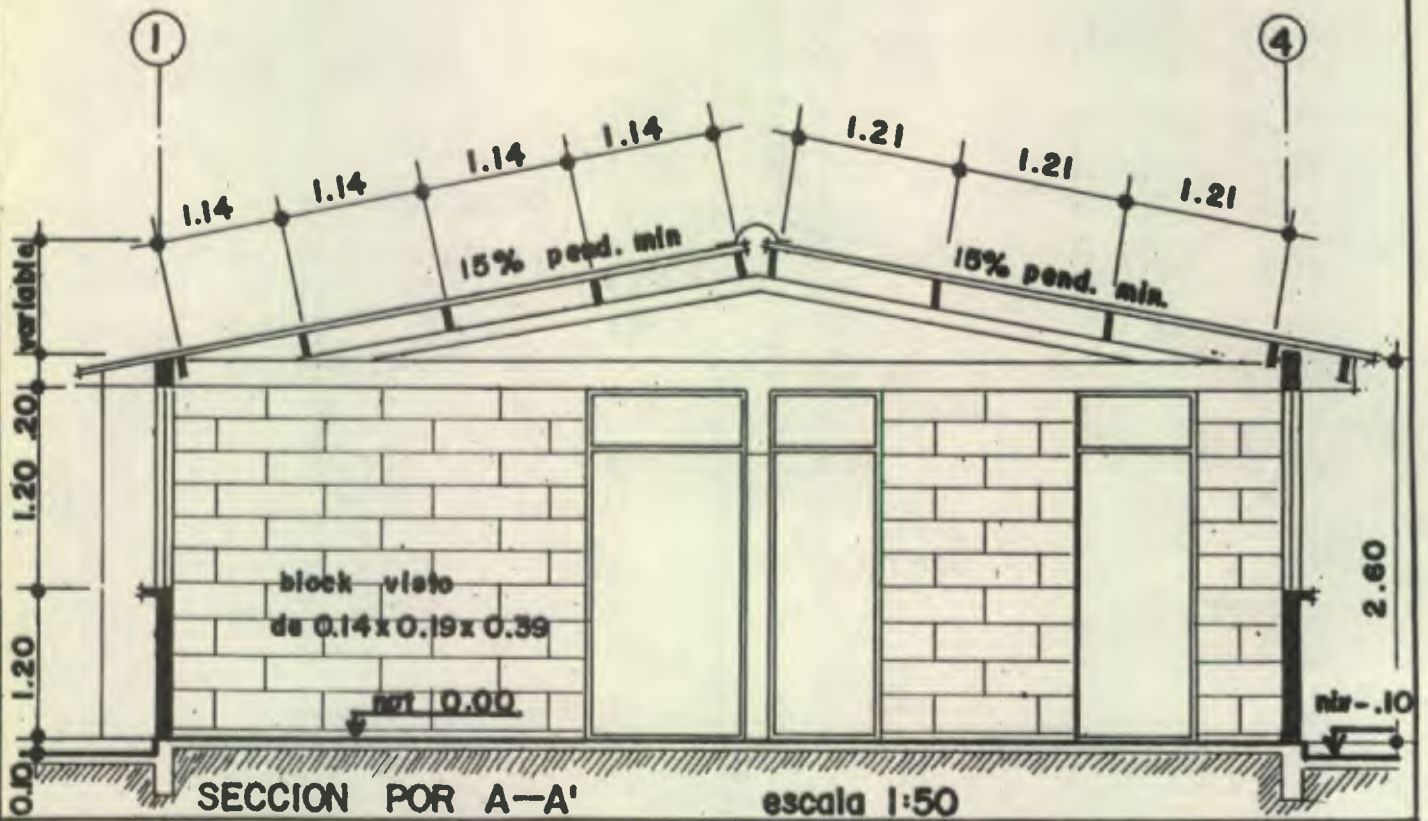 1
4
1.14
1.14
1.14
1.14
1.21
1.21
1.21
variable
15% pend. min
15% pend. min.
.20
1.20
1.20
0.10
2.60
block visto
de 0.14 x 0.19 x 0.39
npt 0.00
-.10
SECCION POR A-A'
escala 1:50